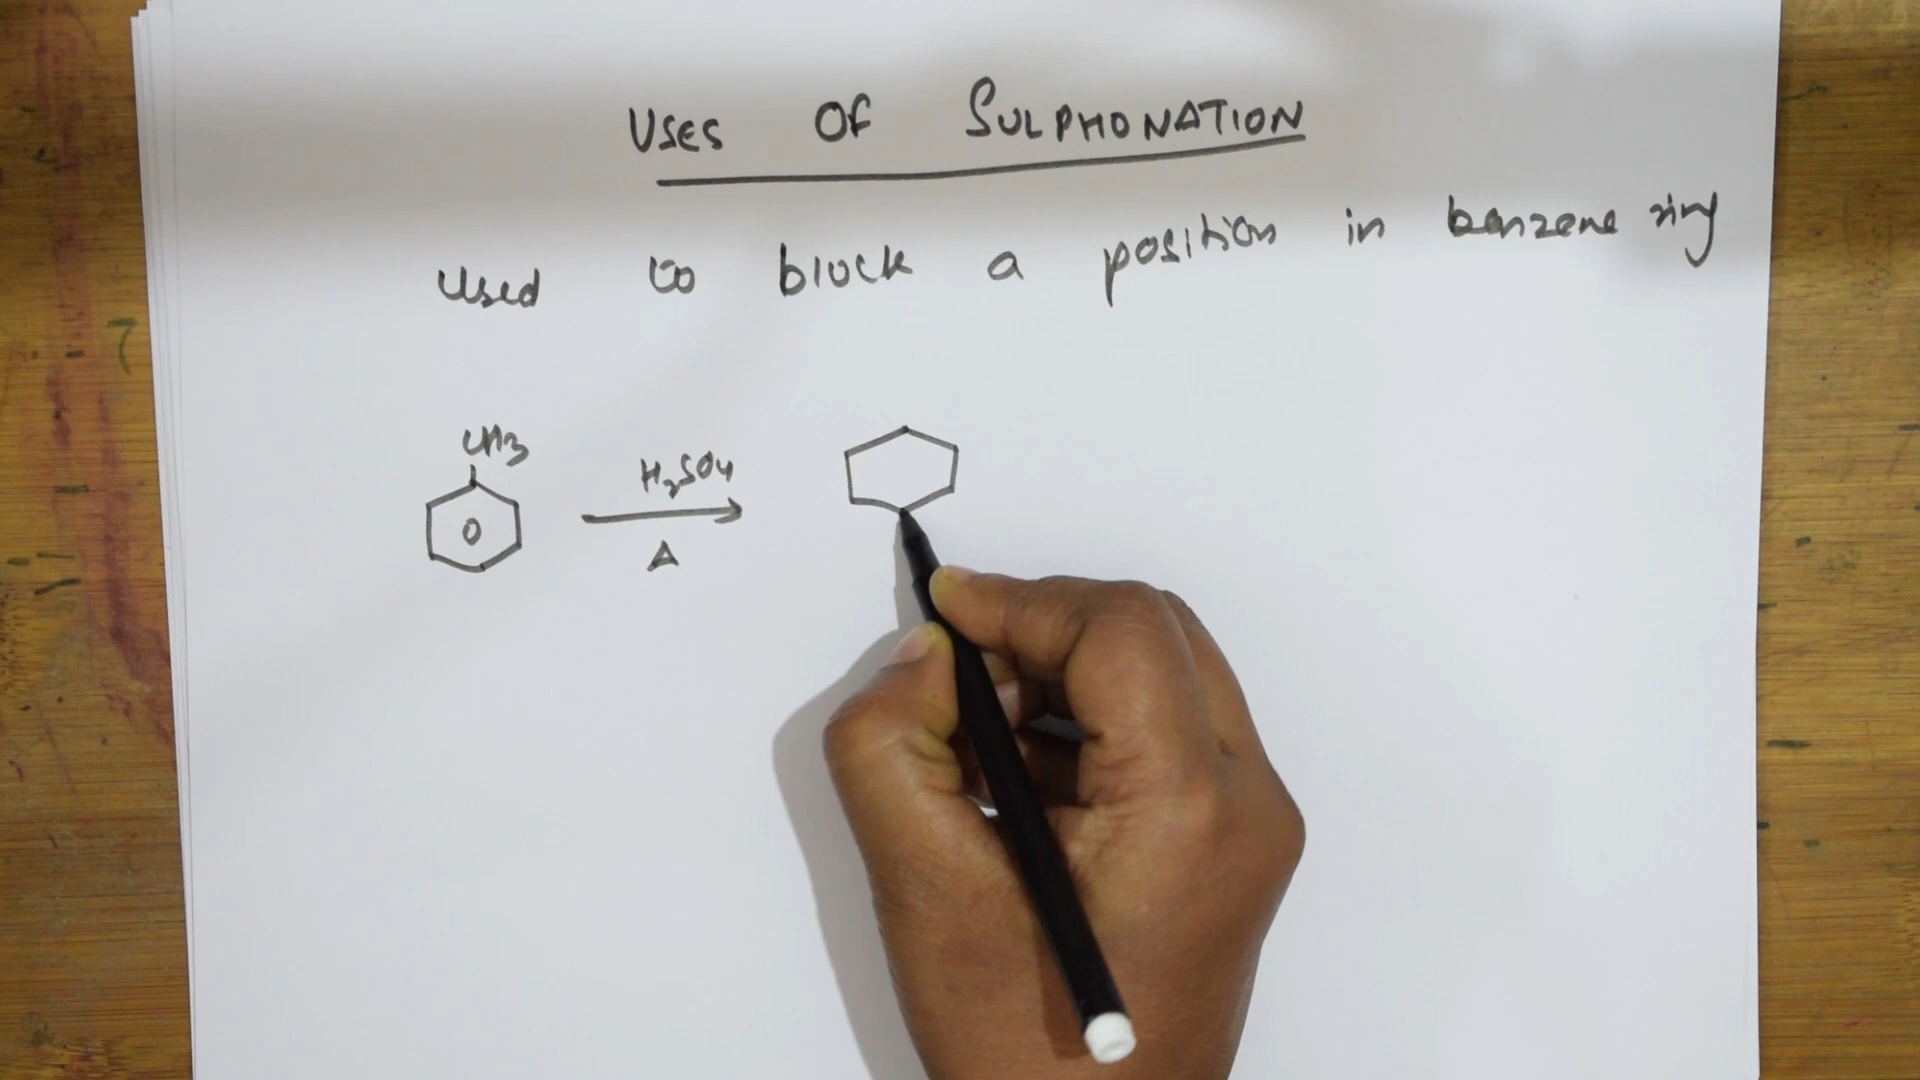 USES OF SULPHONATION
Used to block a position in benzene ring
CH3
H2SO4
Δ